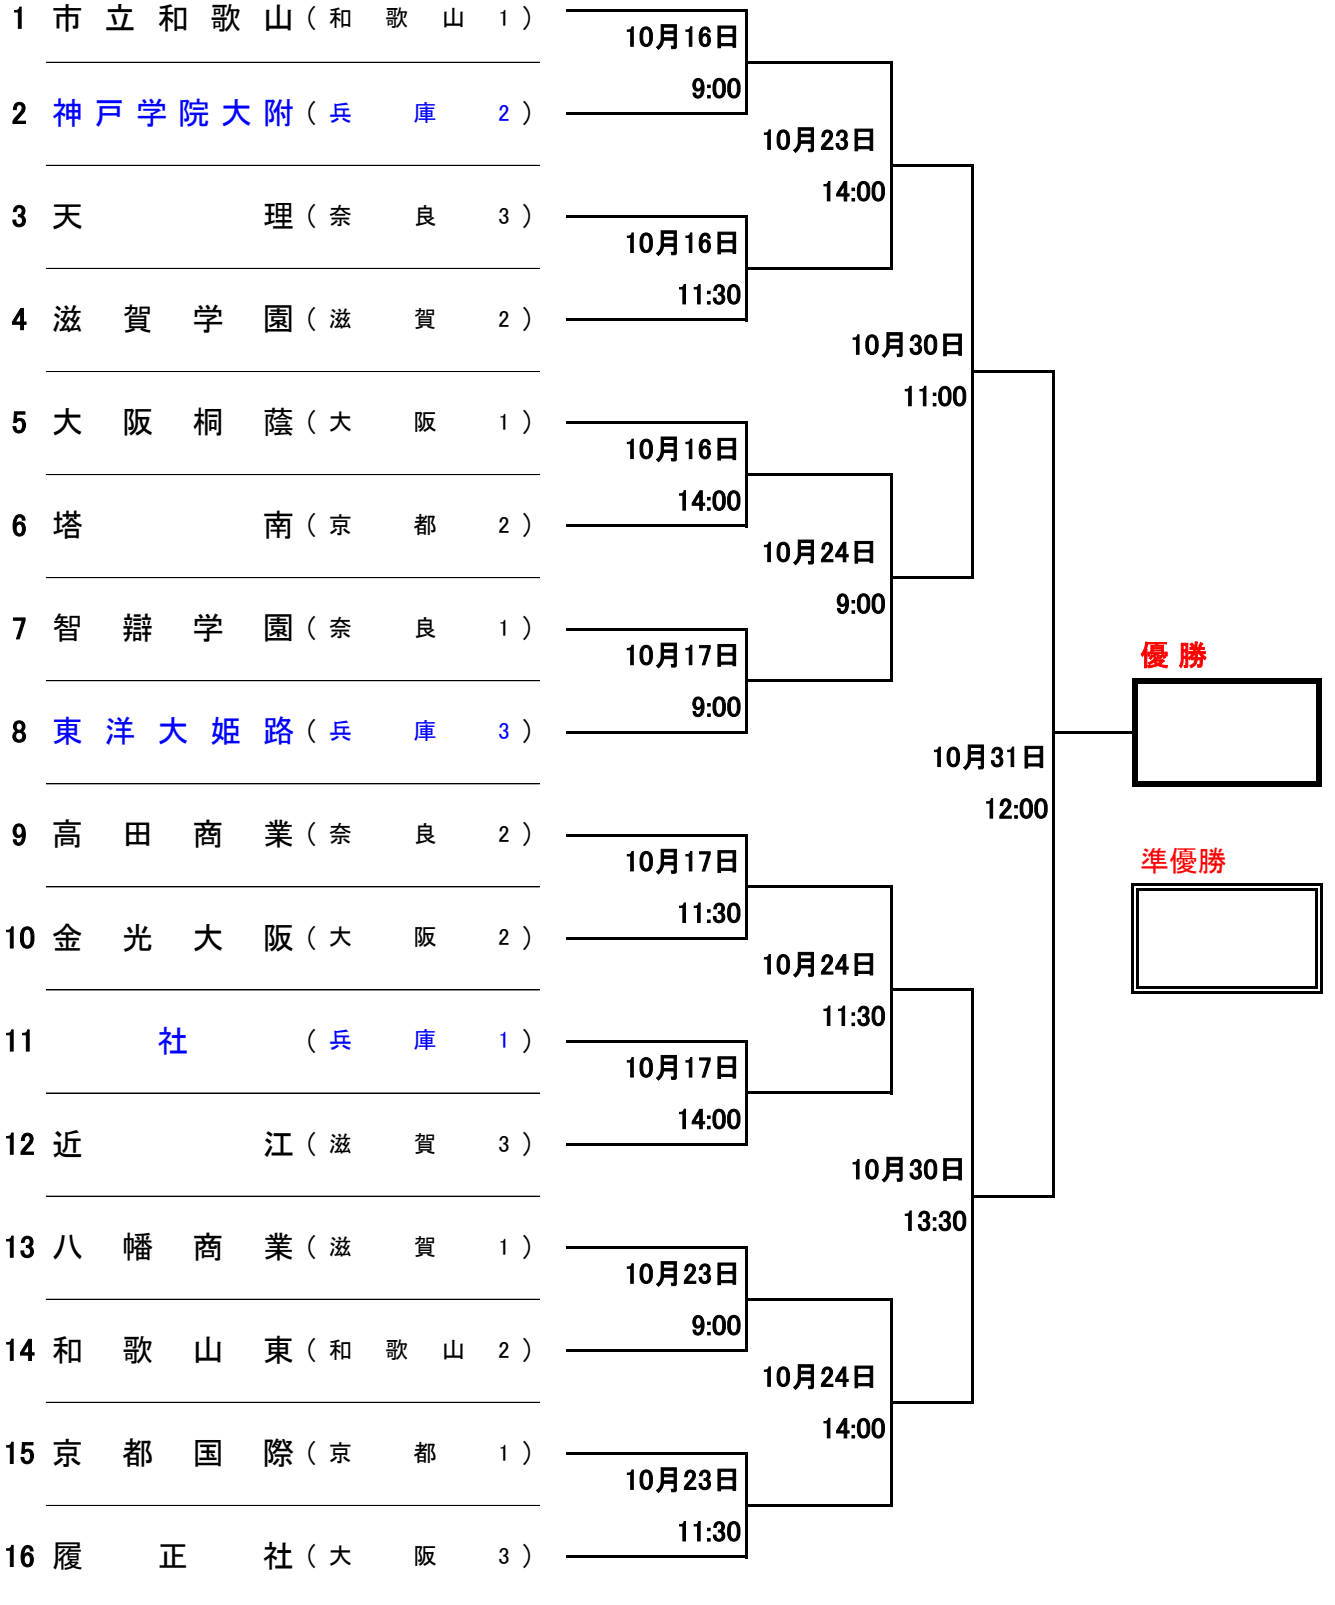 1 市立和歌山(和歌山1)
10月16日
9:00
2 神戸学院大附(兵庫2)
10月23日
14:00
3 天理(奈良3)
10月16日
11:30
4 滋賀学園(滋賀2)
10月30日
11:00
5 大阪桐蔭(大阪1)
10月16日
14:00
6 塔南(京都2)
10月24日
9:00
7 智辯学園(奈良1)
10月17日
9:00
8 東洋大姫路(兵庫3)
優勝
10月31日
12:00
9 高田商業(奈良2)
準優勝
10月17日
11:30
10 金光大阪(大阪2)
10月24日
11:30
11 社(兵庫1)
10月17日
14:00
12 近江(滋賀3)
10月30日
13:30
13 八幡商業(滋賀1)
10月23日
9:00
14 和歌山東(和歌山2)
10月24日
14:00
15 京都国際(京都1)
10月23日
11:30
16 履正社(大阪3)